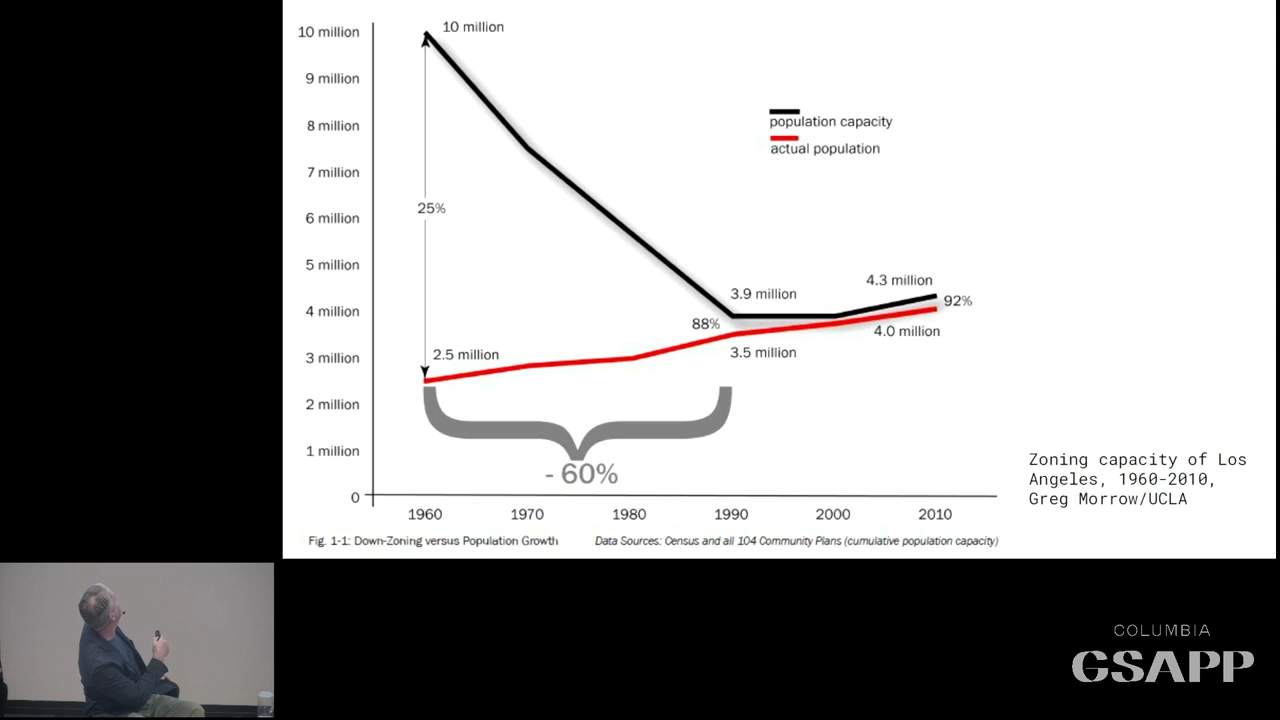 10 million
10 million
9 million
8 million
population capacity
actual population
7 million
25%
6 million
5 million
4.3 million
3.9 million
92%
4 million
88%
4.0 million
3.5 million
3 million
2.5 million
2 million
1 million
- 60%
0
1960 1970 1980 1990 2000 2010
Fig. 1-1: Down-Zoning versus Population Growth
Data Sources: Census and all 104 Community Plans (cumulative population capacity)
Zoning capacity of Los
Angeles, 1960-2010,
Greg Morrow/UCLA
COLUMBIA
GSAPP